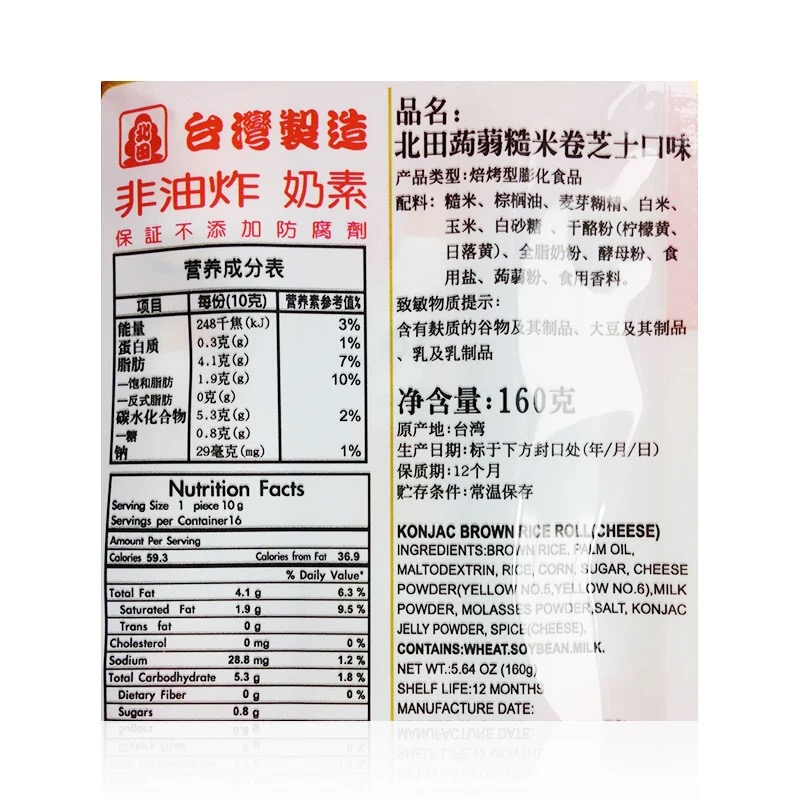 北田
台灣製造
非油炸 奶素
保証不添加防腐劑
营养成分表
项目 每份(10克) 营养素参考值%
能量 248千焦(kJ) 3%
蛋白质 0.3克(g) 1%
脂肪 4.1克(g) 7%
—饱和脂肪 1.9克(g) 10%
—反式脂肪 0克(g)
碳水化合物 5.3克(g) 2%
—糖 0.8克(g)
钠 29毫克(mg) 1%
Nutrition Facts
Serving Size 1 piece 10 g
Servings per Container16
Amount Per Serving
Calories 59.3 Calories from Fat 36.9
% Daily Value*
Total Fat 4.1 g 6.3 %
Saturated Fat 1.9 g 9.5 %
Trans fat 0 g
Cholesterol 0 mg 0 %
Sodium 28.8 mg 1.2 %
Total Carbodhydrate 5.3 g 1.8 %
Dietary Fiber 0 g 0 %
Sugars 0.8 g
品名:
北田蒟蒻糙米卷芝士口味
产品类型:焙烤型膨化食品
配料: 糙米、棕榈油、麦芽糊精、白米、
玉米、白砂糖 、干酪粉(柠檬黄、
日落黄)、全脂奶粉、酵母粉、食
用盐、蒟蒻粉、食用香料。
致敏物质提示:
含有麸质的谷物及其制品、大豆及其制品
、乳及乳制品
净含量:160克
原产地:台湾
生产日期:标于下方封口处(年/月/日)
保质期:12个月
贮存条件:常温保存
KONJAC BROWN RICE ROLL(CHEESE)
INGREDIENTS:BROWN RICE, PALM OIL,
MALTODEXTRIN, RICE, CORN, SUGAR, CHEESE
POWDER(YELLOW NO.5,YELLOW NO.6),MILK
POWDER, MOLASSES POWDER,SALT, KONJAC
JELLY POWDER, SPICE(CHEESE).
CONTAINS:WHEAT.SOYBEAN.MILK.
NET WT.:5.64 OZ (160g)
SHELF LIFE:12 MONTHS
MANUFACTURE DATE: